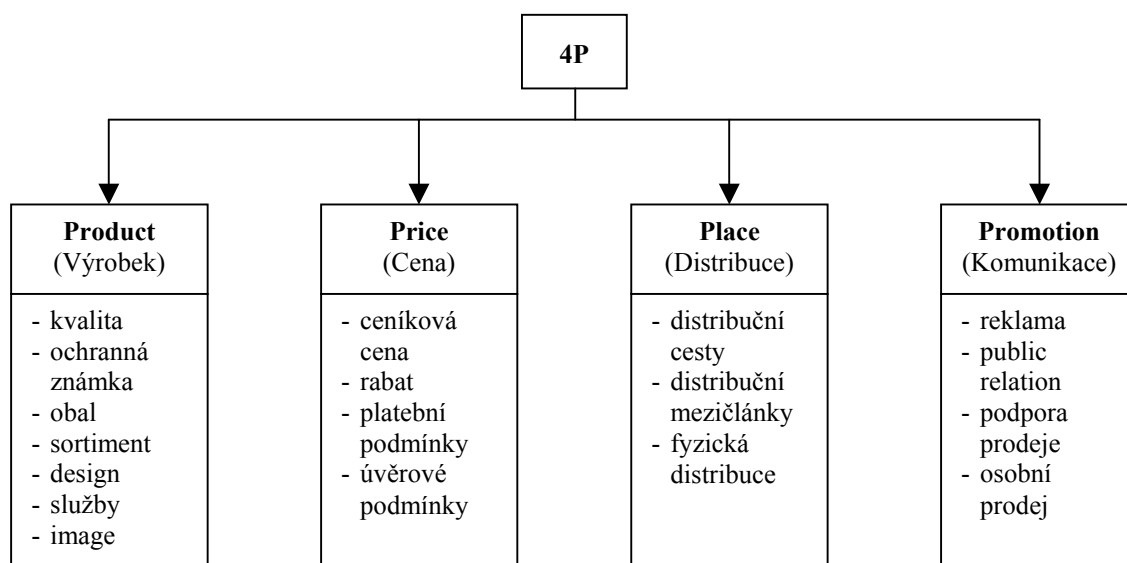 4P
Product
(Výrobek)
- kvalita
- ochranná
známka
- obal
- sortiment
- design
- služby
- image
Price
(Cena)
- ceníková
cena
- rabat
- platební
podmínky
- úvěrové
podmínky
Place
(Distribuce)
- distribuční
cesty
- distribuční
mezičlánky
- fyzická
distribuce
Promotion
(Komunikace)
- reklama
- public
relation
- podpora
prodeje
- osobní
prodej